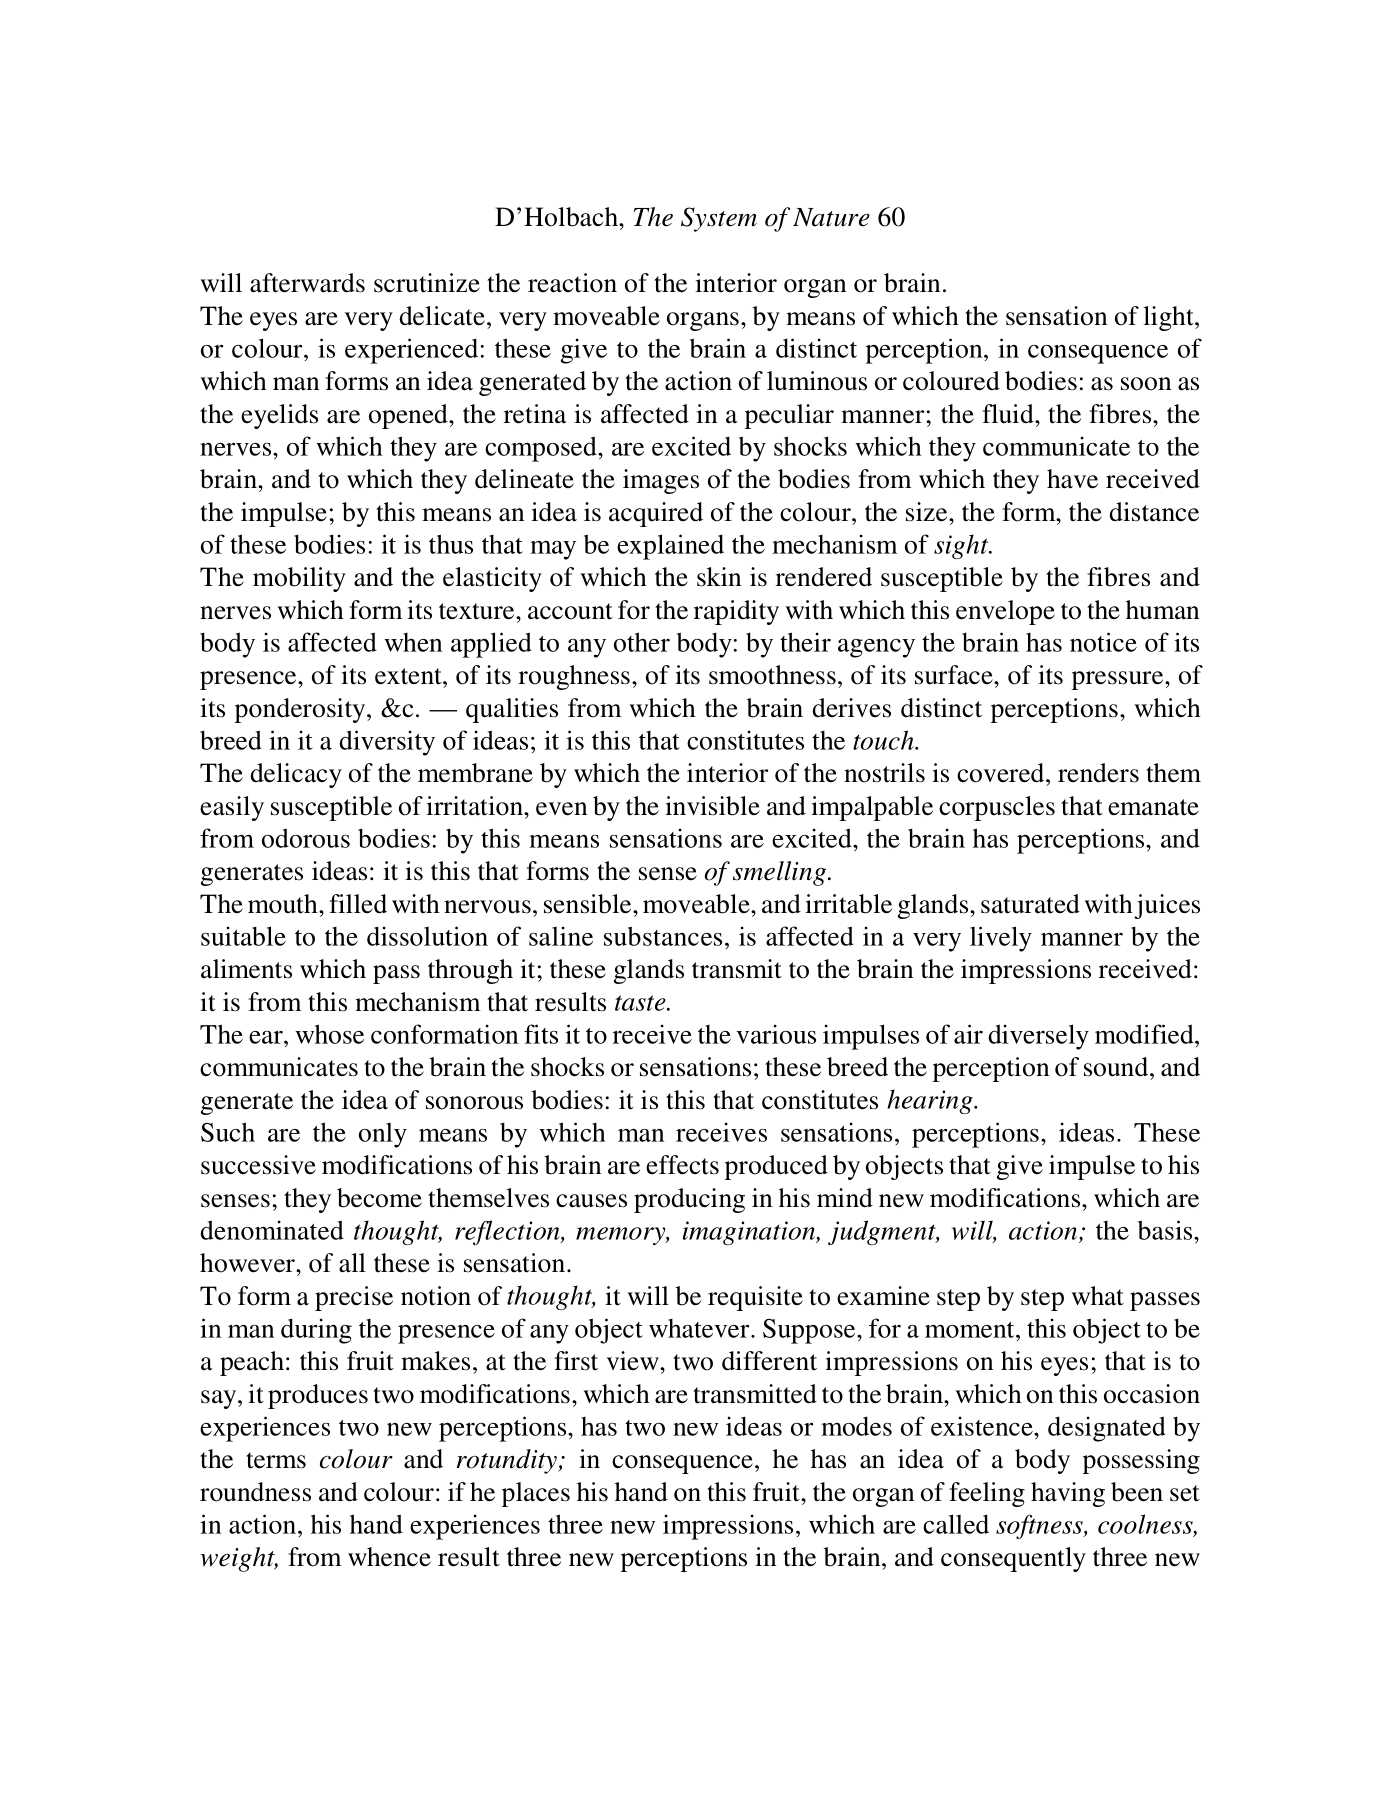 D’Holbach, The System of Nature 60
will afterwards scrutinize the reaction of the interior organ or brain.
The eyes are very delicate, very moveable organs, by means of which the sensation of light,
or colour, is experienced: these give to the brain a distinct perception, in consequence of
which man forms an idea generated by the action of luminous or coloured bodies: as soon as
the eyelids are opened, the retina is affected in a peculiar manner; the fluid, the fibres, the
nerves, of which they are composed, are excited by shocks which they communicate to the
brain, and to which they delineate the images of the bodies from which they have received
the impulse; by this means an idea is acquired of the colour, the size, the form, the distance
of these bodies: it is thus that may be explained the mechanism of sight.
The mobility and the elasticity of which the skin is rendered susceptible by the fibres and
nerves which form its texture, account for the rapidity with which this envelope to the human
body is affected when applied to any other body: by their agency the brain has notice of its
presence, of its extent, of its roughness, of its smoothness, of its surface, of its pressure, of
its ponderosity, &c. — qualities from which the brain derives distinct perceptions, which
breed in it a diversity of ideas; it is this that constitutes the touch.
The delicacy of the membrane by which the interior of the nostrils is covered, renders them
easily susceptible of irritation, even by the invisible and impalpable corpuscles that emanate
from odorous bodies: by this means sensations are excited, the brain has perceptions, and
generates ideas: it is this that forms the sense of smelling.
The mouth, filled with nervous, sensible, moveable, and irritable glands, saturated with juices
suitable to the dissolution of saline substances, is affected in a very lively manner by the
aliments which pass through it; these glands transmit to the brain the impressions received:
it is from this mechanism that results taste.
The ear, whose conformation fits it to receive the various impulses of air diversely modified,
communicates to the brain the shocks or sensations; these breed the perception of sound, and
generate the idea of sonorous bodies: it is this that constitutes hearing.
Such are the only means by which man receives sensations, perceptions, ideas. These
successive modifications of his brain are effects produced by objects that give impulse to his
senses; they become themselves causes producing in his mind new modifications, which are
denominated thought, reflection, memory, imagination, judgment, will, action; the basis,
however, of all these is sensation.
To form a precise notion of thought, it will be requisite to examine step by step what passes
in man during the presence of any object whatever. Suppose, for a moment, this object to be
a peach: this fruit makes, at the first view, two different impressions on his eyes; that is to
say, it produces two modifications, which are transmitted to the brain, which on this occasion
experiences two new perceptions, has two new ideas or modes of existence, designated by
the terms colour and rotundity; in consequence, he has an idea of a body possessing
roundness and colour: if he places his hand on this fruit, the organ of feeling having been set
in action, his hand experiences three new impressions, which are called softness, coolness,
weight, from whence result three new perceptions in the brain, and consequently three new